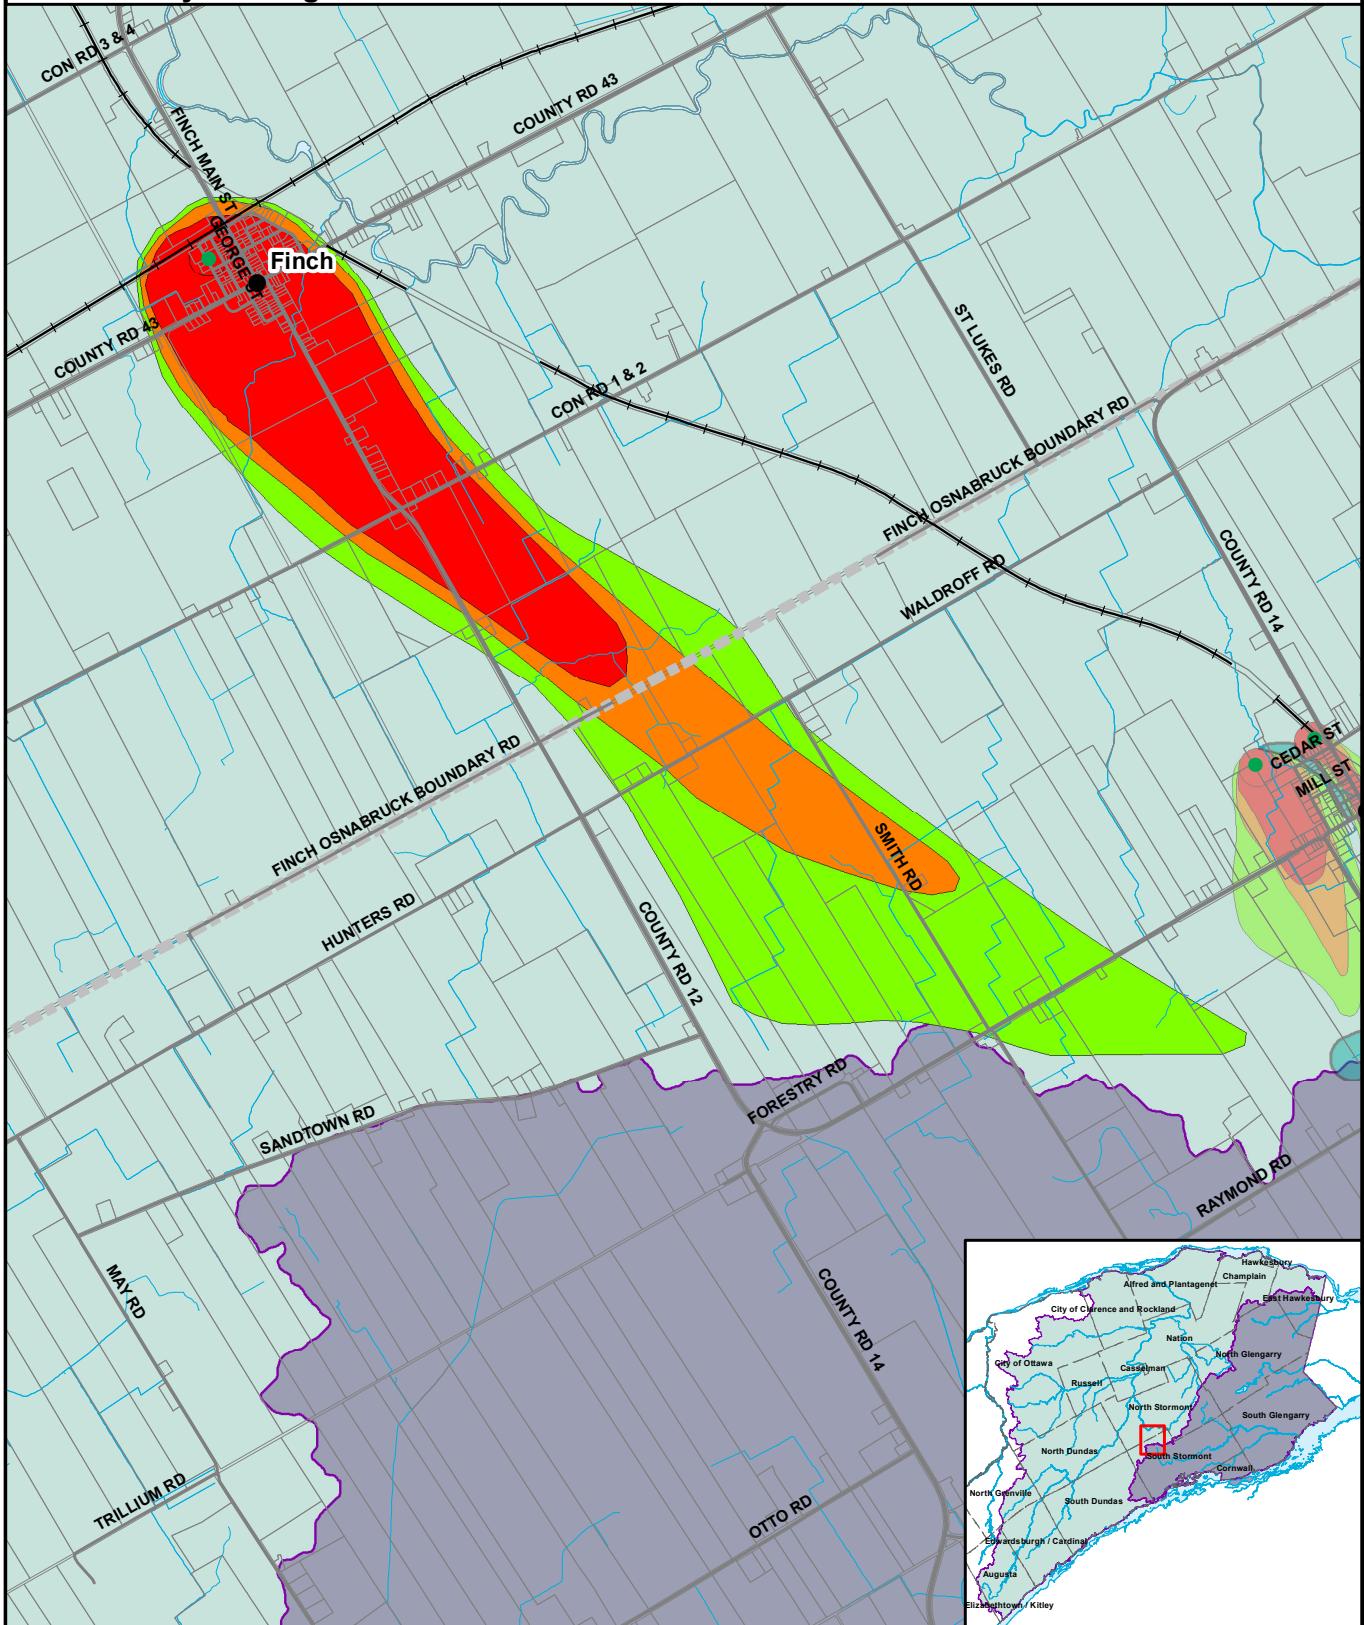 CON RD 3 & 4
FINCH MAIN ST
COUNTY RD 43
GEORGE ST
Finch
COUNTY RD 43
ST LUKES RD
CON RD 1 & 2
FINCH OSNABRUCK BOUNDARY RD
WALDROFF RD
COUNTY RD 14
CEDAR ST
MILL ST
FINCH OSNABRUCK BOUNDARY RD
SMITH RD
HUNTERS RD
COUNTY RD 12
FORESTRY RD
SANDTOWN RD
RAYMOND RD
MAY RD
COUNTY RD 14
TRILLIUM RD
OTTO RD
Hawkesbury
Champlain
Alfred and Plantagenet
East Hawkesbury
City of Clarence and Rockland
Nation
North Glengarry
City of Ottawa
Casselman
Russell
North Stormont
South Glengarry
North Dundas
South Stormont
Cornwall
North Grenville
South Dundas
Edwardsburgh / Cardinal
Augusta
Elizabethtown / Kitley